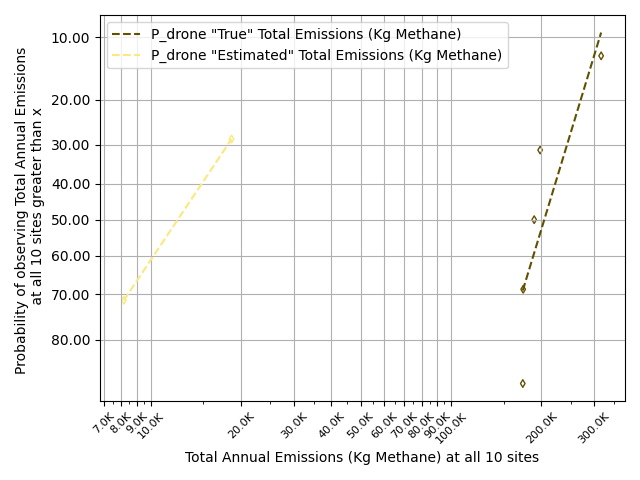 P_drone "True" Total Emissions (Kg Methane)
P_drone "Estimated" Total Emissions (Kg Methane)
Probability of observing Total Annual Emissions
at all 10 sites greater than x
10.00
20.00
30.00
40.00
50.00
60.00
70.00
80.00
7.0K
8.0K
9.0K
10.0K
20.0K
30.0K
40.0K
50.0K
60.0K
70.0K
80.0K
90.0K
100.0K
200.0K
300.0K
Total Annual Emissions (Kg Methane) at all 10 sites